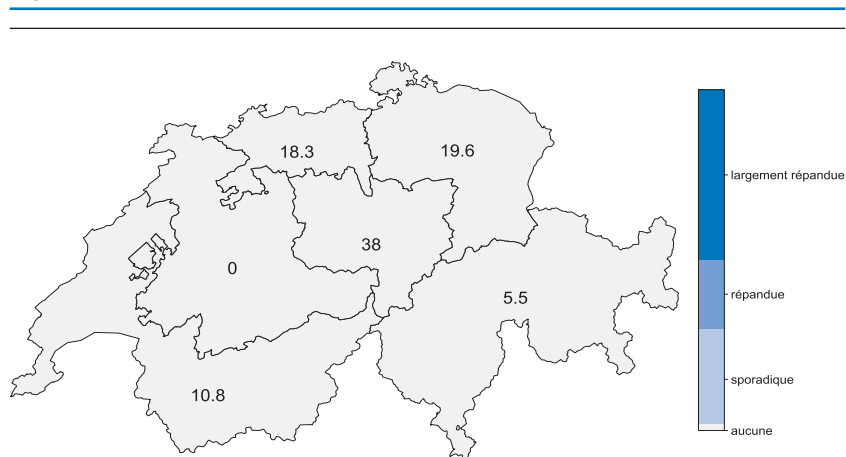 18.3
19.6
largement répandue
38
0
répandue
5.5
sporadique
10.8
aucune